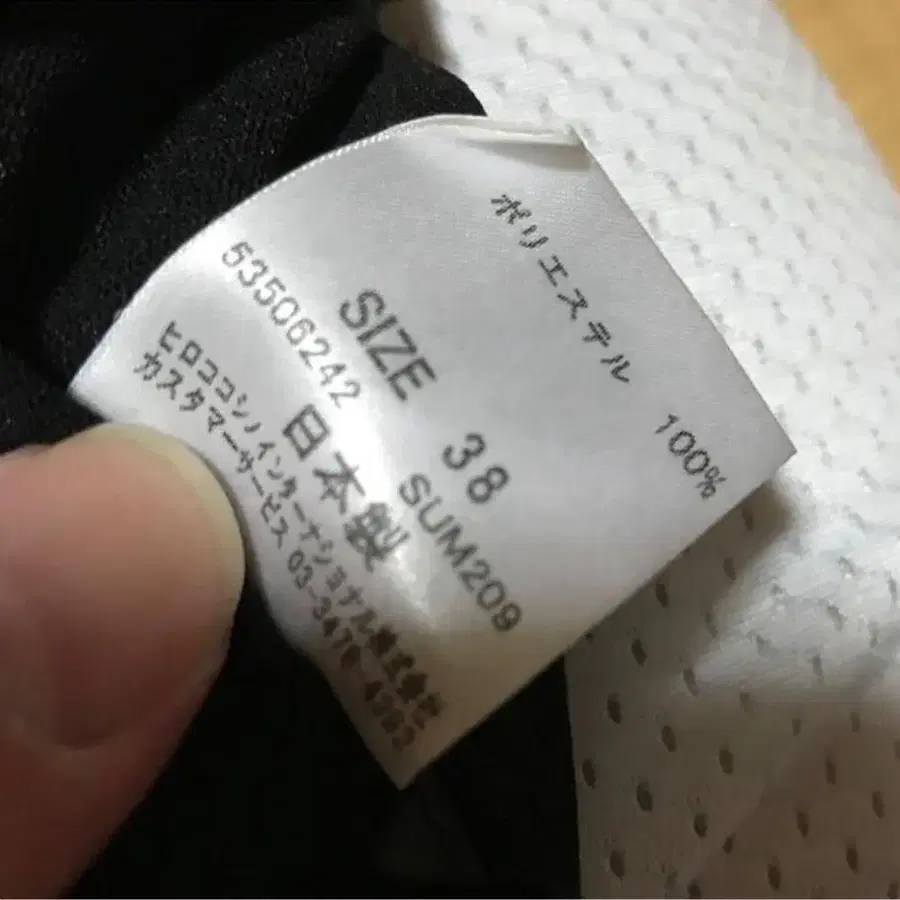 ポリエステル 100%
SIZE 38
53506242 SUM209
日本製
ヒロココシノインターナショナル株式会社
カスタマーサービス 03-3476-4292